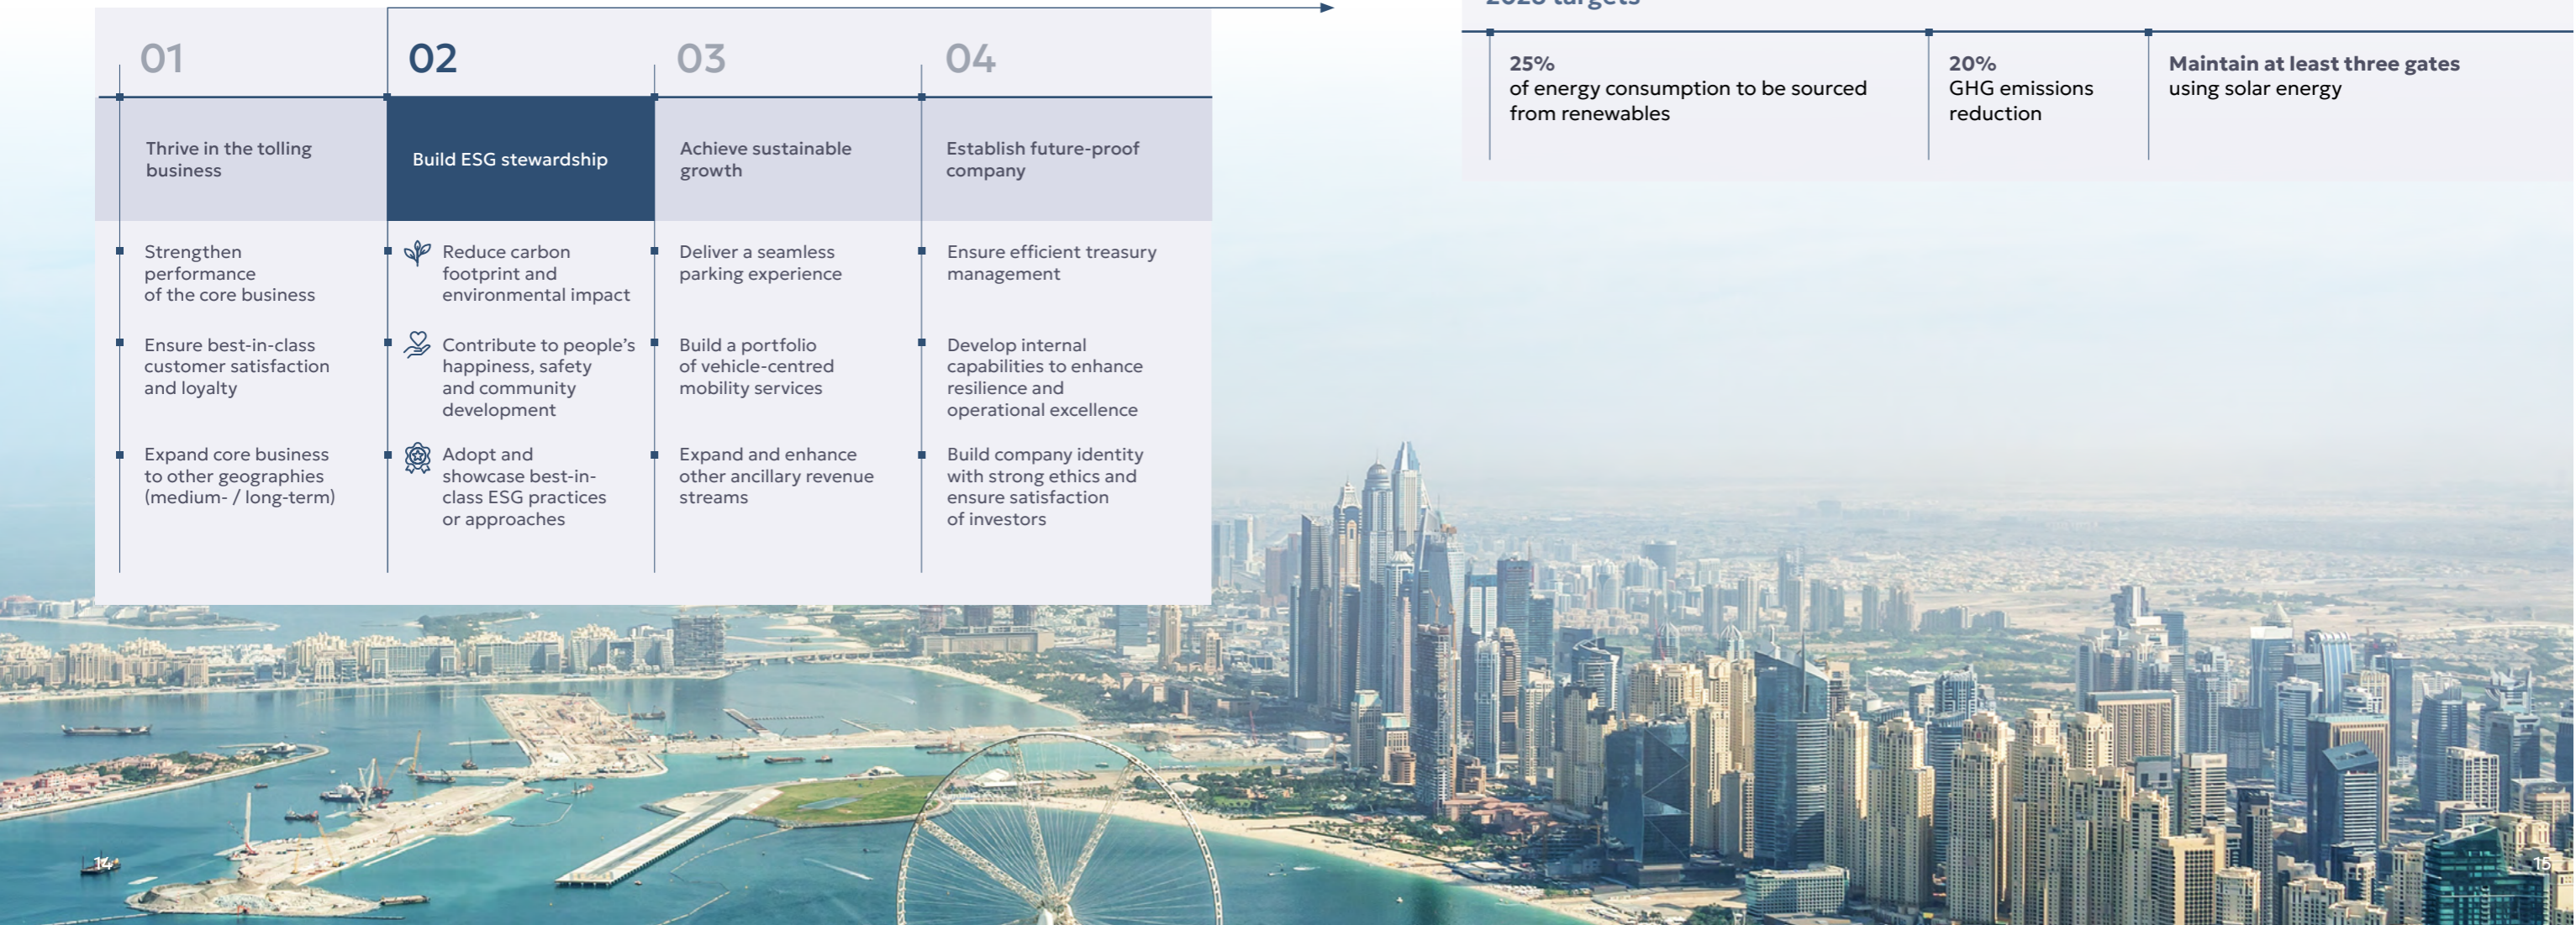 01
02
03
04
Thrive in the tolling
business
Build ESG stewardship
Achieve sustainable
growth
Establish future-proof
company
Strengthen
performance
of the core business
Ensure best-in-class
customer satisfaction
and loyalty
Expand core business
to other geographies
(medium- / long-term)
Reduce carbon
footprint and
environmental impact
Contribute to people’s
happiness, safety
and community
development
Adopt and
showcase best-in-
class ESG practices
or approaches
Deliver a seamless
parking experience
Build a portfolio
of vehicle-centred
mobility services
Expand and enhance
other ancillary revenue
streams
Ensure efficient treasury
management
Develop internal
capabilities to enhance
resilience and
operational excellence
Build company identity
with strong ethics and
ensure satisfaction
of investors
14
targets
25%
of energy consumption to be sourced
from renewables
20%
GHG emissions
reduction
Maintain at least three gates
using solar energy
15